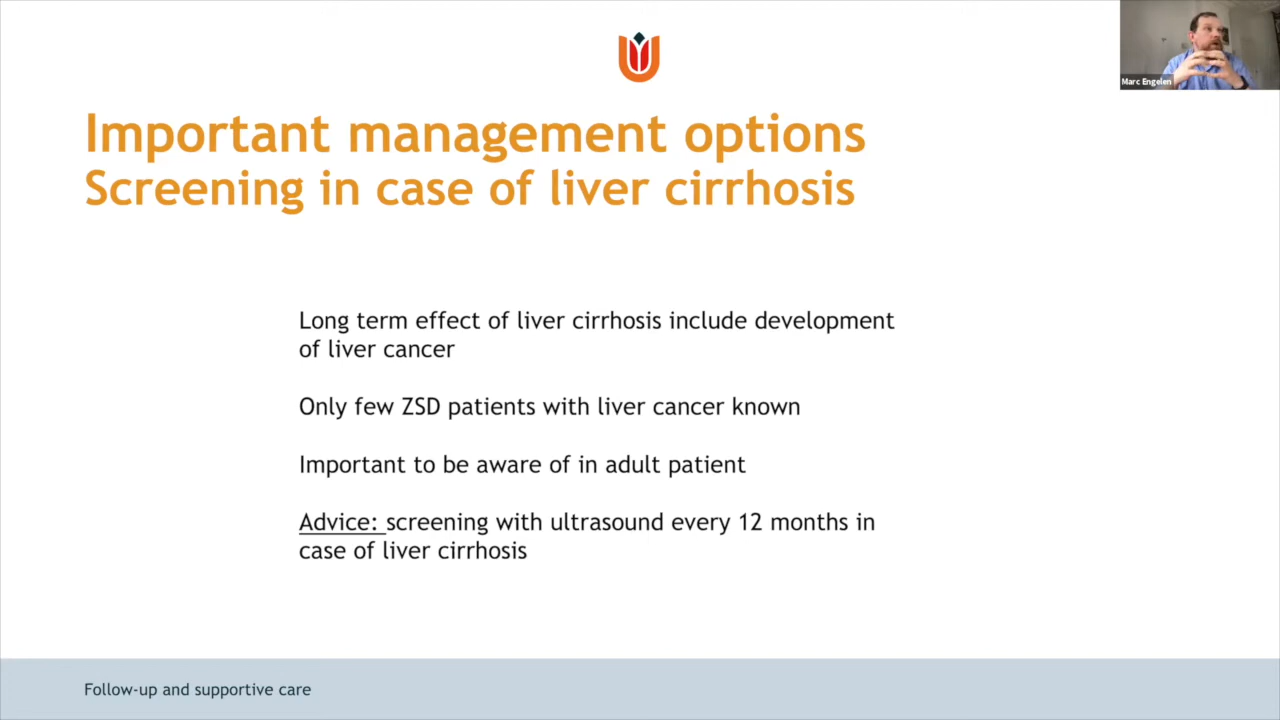 Marc Engelen
Important management options
Screening in case of liver cirrhosis
Long term effect of liver cirrhosis include development
of liver cancer
Only few ZSD patients with liver cancer known
Important to be aware of in adult patient
Advice: screening with ultrasound every 12 months in
case of liver cirrhosis
Follow-up and supportive care